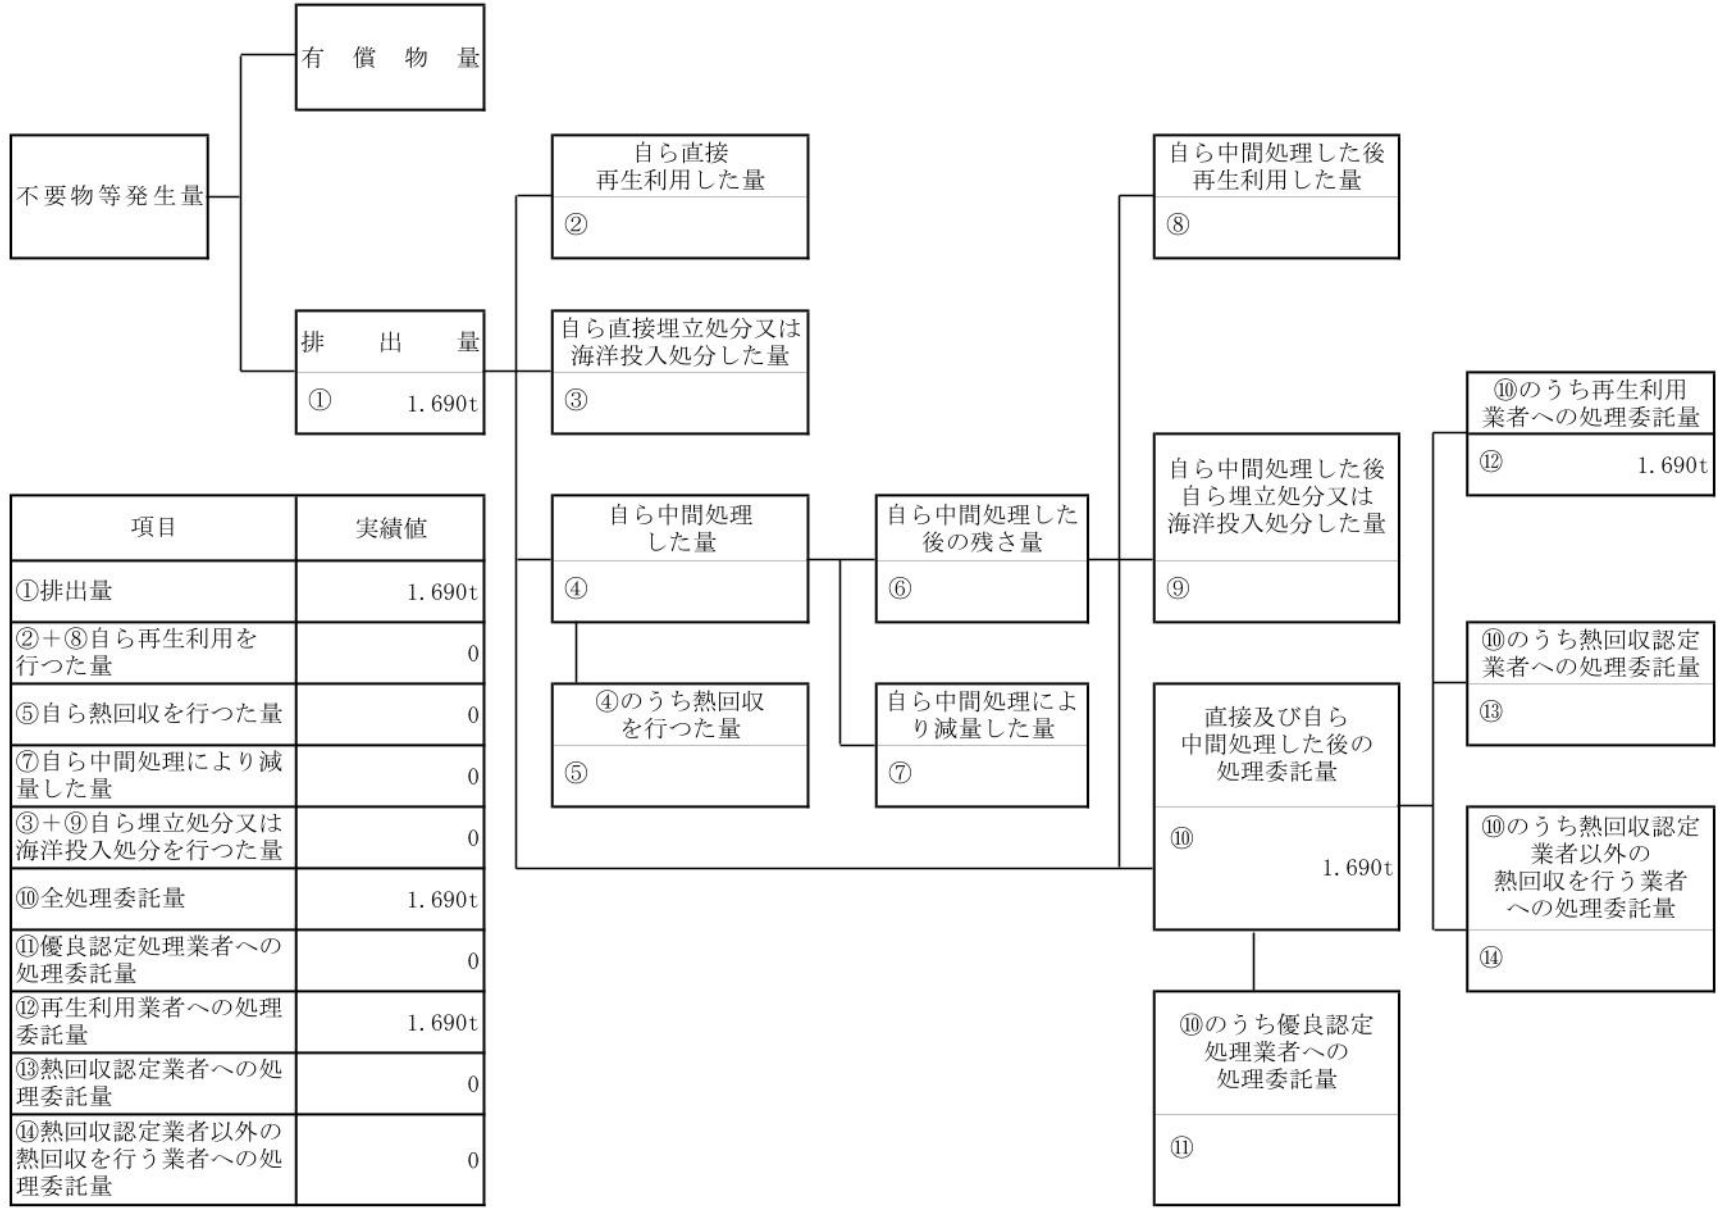 有償物量
不要物等発生量
排出量
① 1.690t
自ら直接
再生利用した量
②
自ら直接埋立処分又は
海洋投入処分した量
③
自ら中間処理
した量
④
④のうち熱回収
を行つた量
⑤
自ら中間処理した
後の残さ量
⑥
自ら中間処理によ
り減量した量
⑦
自ら中間処理した後
再生利用した量
⑧
自ら中間処理した後
自ら埋立処分又は
海洋投入処分した量
⑨
直接及び自ら
中間処理した後の
処理委託量
⑩
1.690t
⑩のうち優良認定
処理業者への
処理委託量
⑪
⑩のうち再生利用
業者への処理委託量
⑫ 1.690t
⑩のうち熱回収認定
業者への処理委託量
⑬
⑩のうち熱回収認定
業者以外の
熱回収を行う業者
への処理委託量
⑭
項目 実績値
①排出量 1.690t
②+⑧自ら再生利用を
行つた量 0
⑤自ら熱回収を行つた量 0
⑦自ら中間処理により減
量した量 0
③+⑨自ら埋立処分又は
海洋投入処分を行つた量 0
⑩全処理委託量 1.690t
⑪優良認定処理業者への
処理委託量 0
⑫再生利用業者への処理
委託量 1.690t
⑬熱回収認定業者への処
理委託量 0
⑭熱回収認定業者以外の
熱回収を行う業者への処
理委託量 0